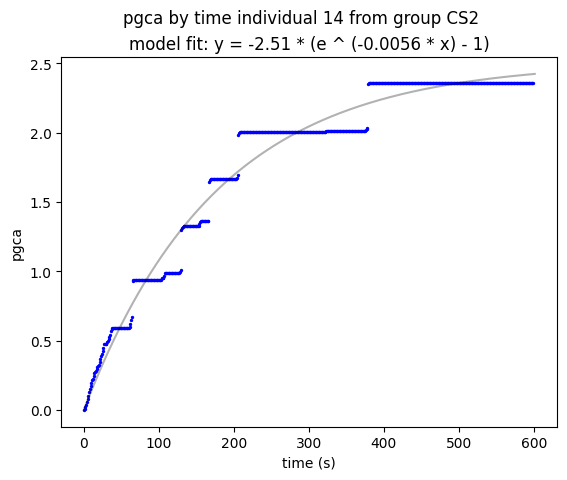 pgca by time individual 14 from group CS2
model fit: y = -2.51 * (e ^ (-0.0056 * x) - 1)
2.5
2.0
1.5
1.0
0.5
0.0
pgca
0 100 200 300 400 500 600
time (s)